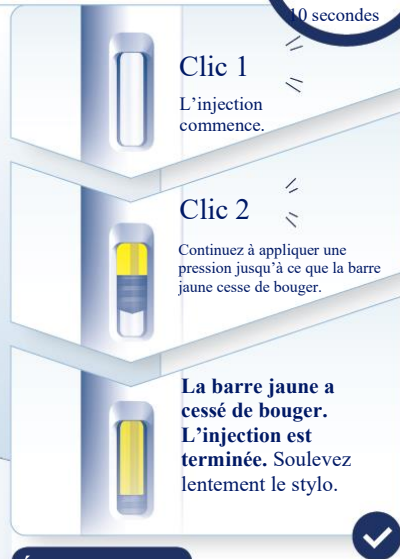 10 secondes
Clic 1
L’injection
commence.
Clic 2
Continuez à appliquer une
pression jusqu’à ce que la barre
jaune cesse de bouger.
La barre jaune a
cessé de bouger.
L’injection est
terminée. Soulevez
lentement le stylo.